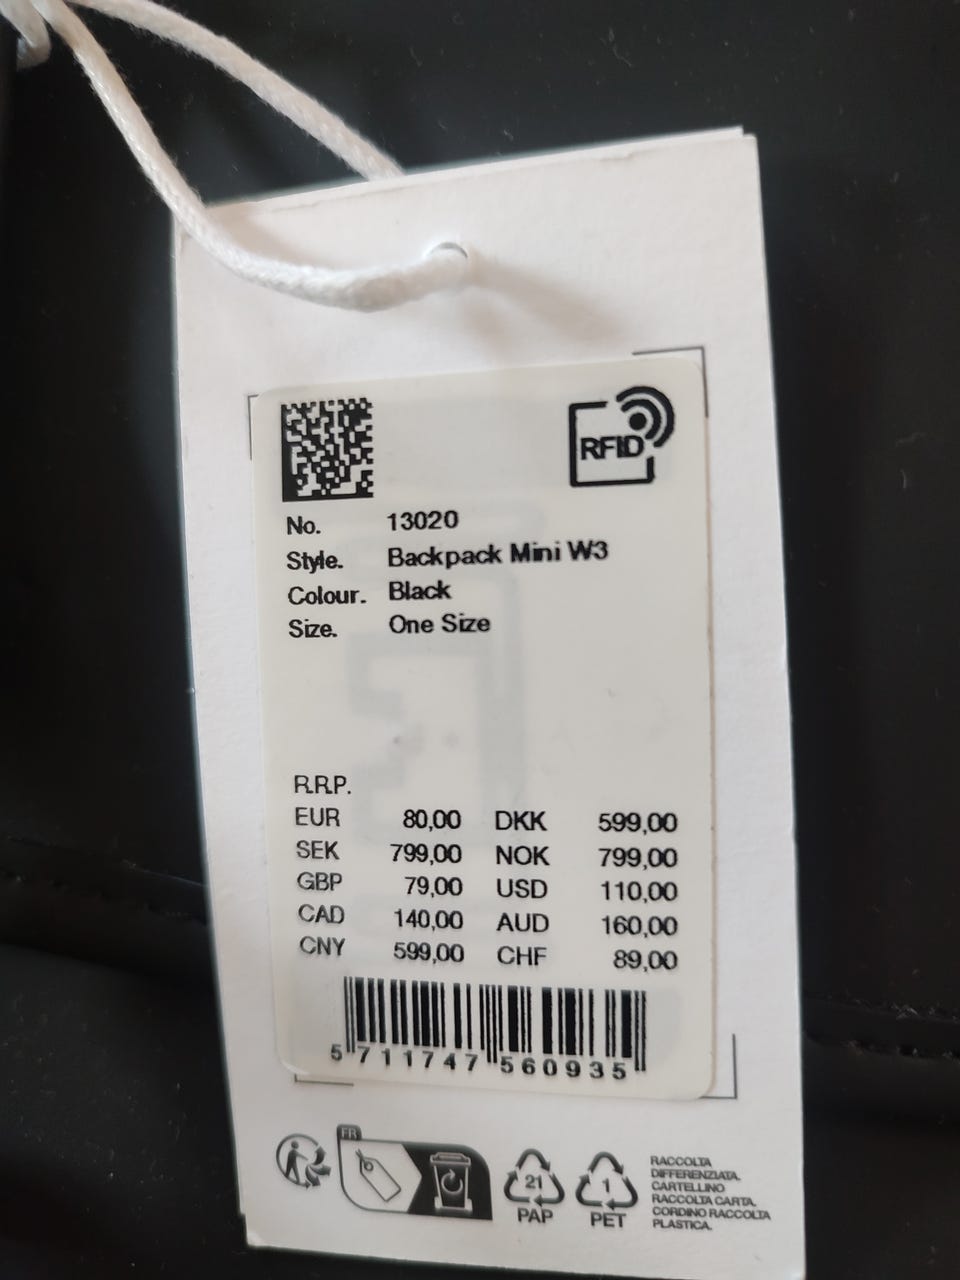 RFID
No. 13020
Style. Backpack Mini W3
Colour. Black
Size. One Size
R.R.P.
EUR 80,00 DKK 599,00
SEK 799,00 NOK 799,00
GBP 79,00 USD 110,00
CAD 140,00 AUD 160,00
CNY 599,00 CHF 89,00
5 711747 560935
FR
21
PAP
1
PET
RACCOLTA
DIFFERENZIATA.
CARTELLINO
RACCOLTA CARTA.
CORDINO RACCOLTA
PLASTICA.